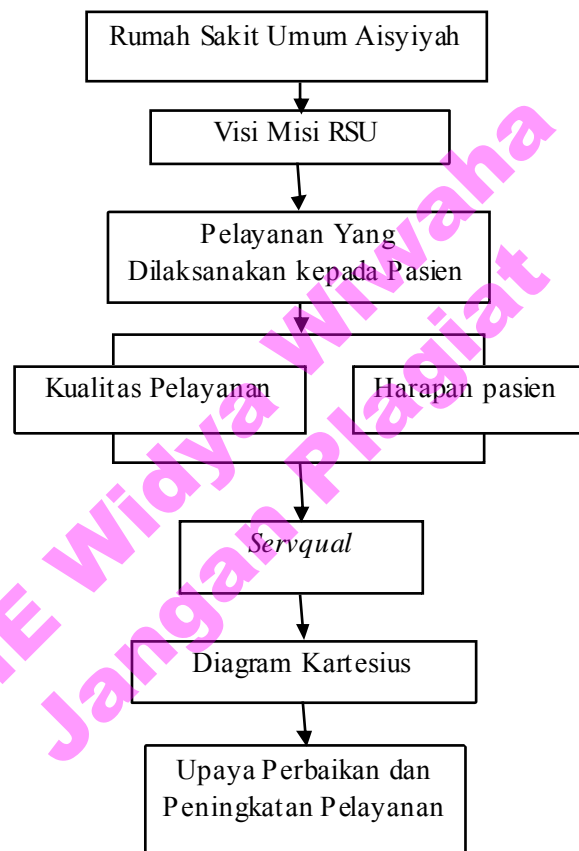 Rumah Sakit Umum Aisyiyah
Visi Misi RSU
Pelayanan Yang
Dilaksanakan kepada Pasien
Kualitas Pelayanan
Harapan pasien
Servqual
Diagram Kartesius
Upaya Perbaikan dan
Peningkatan Pelayanan
E Widya Wiwaha
Jangan Plagiat